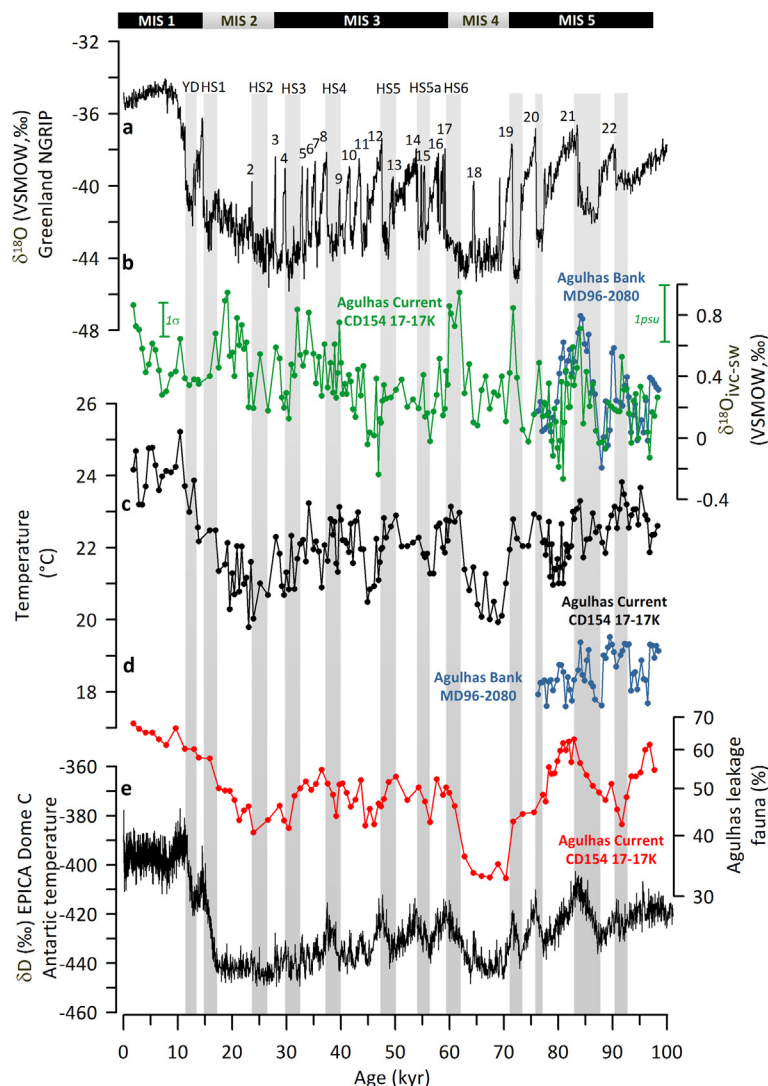 MIS 1 MIS 2 MIS 3 MIS 4 MIS 5
-32
YD HS1 HS2 HS3 HS4 HS5 HS5a HS6
-36
a
2 3 4 5 6 7 8 9 10 11 12 13 14 15 16 17 18 19 20 21 22
δ¹⁸O (VSMOW,‰)
Greenland NGRIP
-40
-44
b
-48
1σ
Agulhas Current
CD154 17-17K
Agulhas Bank
MD96-2080
1psu
0.8
0.4
0
-0.4
δ¹⁸Oivc-sw
(VSMOW,‰)
26
24
c
Temperature
(°C)
22
20
18
Agulhas Current
CD154 17-17K
d
Agulhas Bank
MD96-2080
70
60
50
40
30
Agulhas leakage
fauna (%)
-360
e
-380
Agulhas Current
CD154 17-17K
-400
-420
-440
-460
δD (‰) EPICA Dome C
Antartic temperature
0 10 20 30 40 50 60 70 80 90 100
Age (kyr)